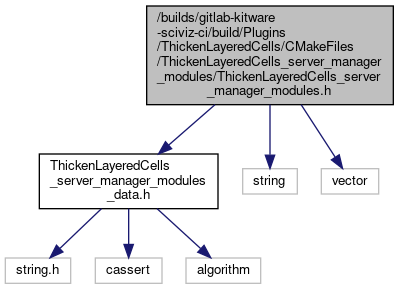 /builds/gitlab-kitware
-sciviz-ci/build/Plugins
/ThickenLayeredCells/CMakeFiles
/ThickenLayeredCells_server_manager
_modules/ThickenLayeredCells_server
_manager_modules.h
ThickenLayeredCells
_server_manager_modules
_data.h
string
vector
string.h
cassert
algorithm